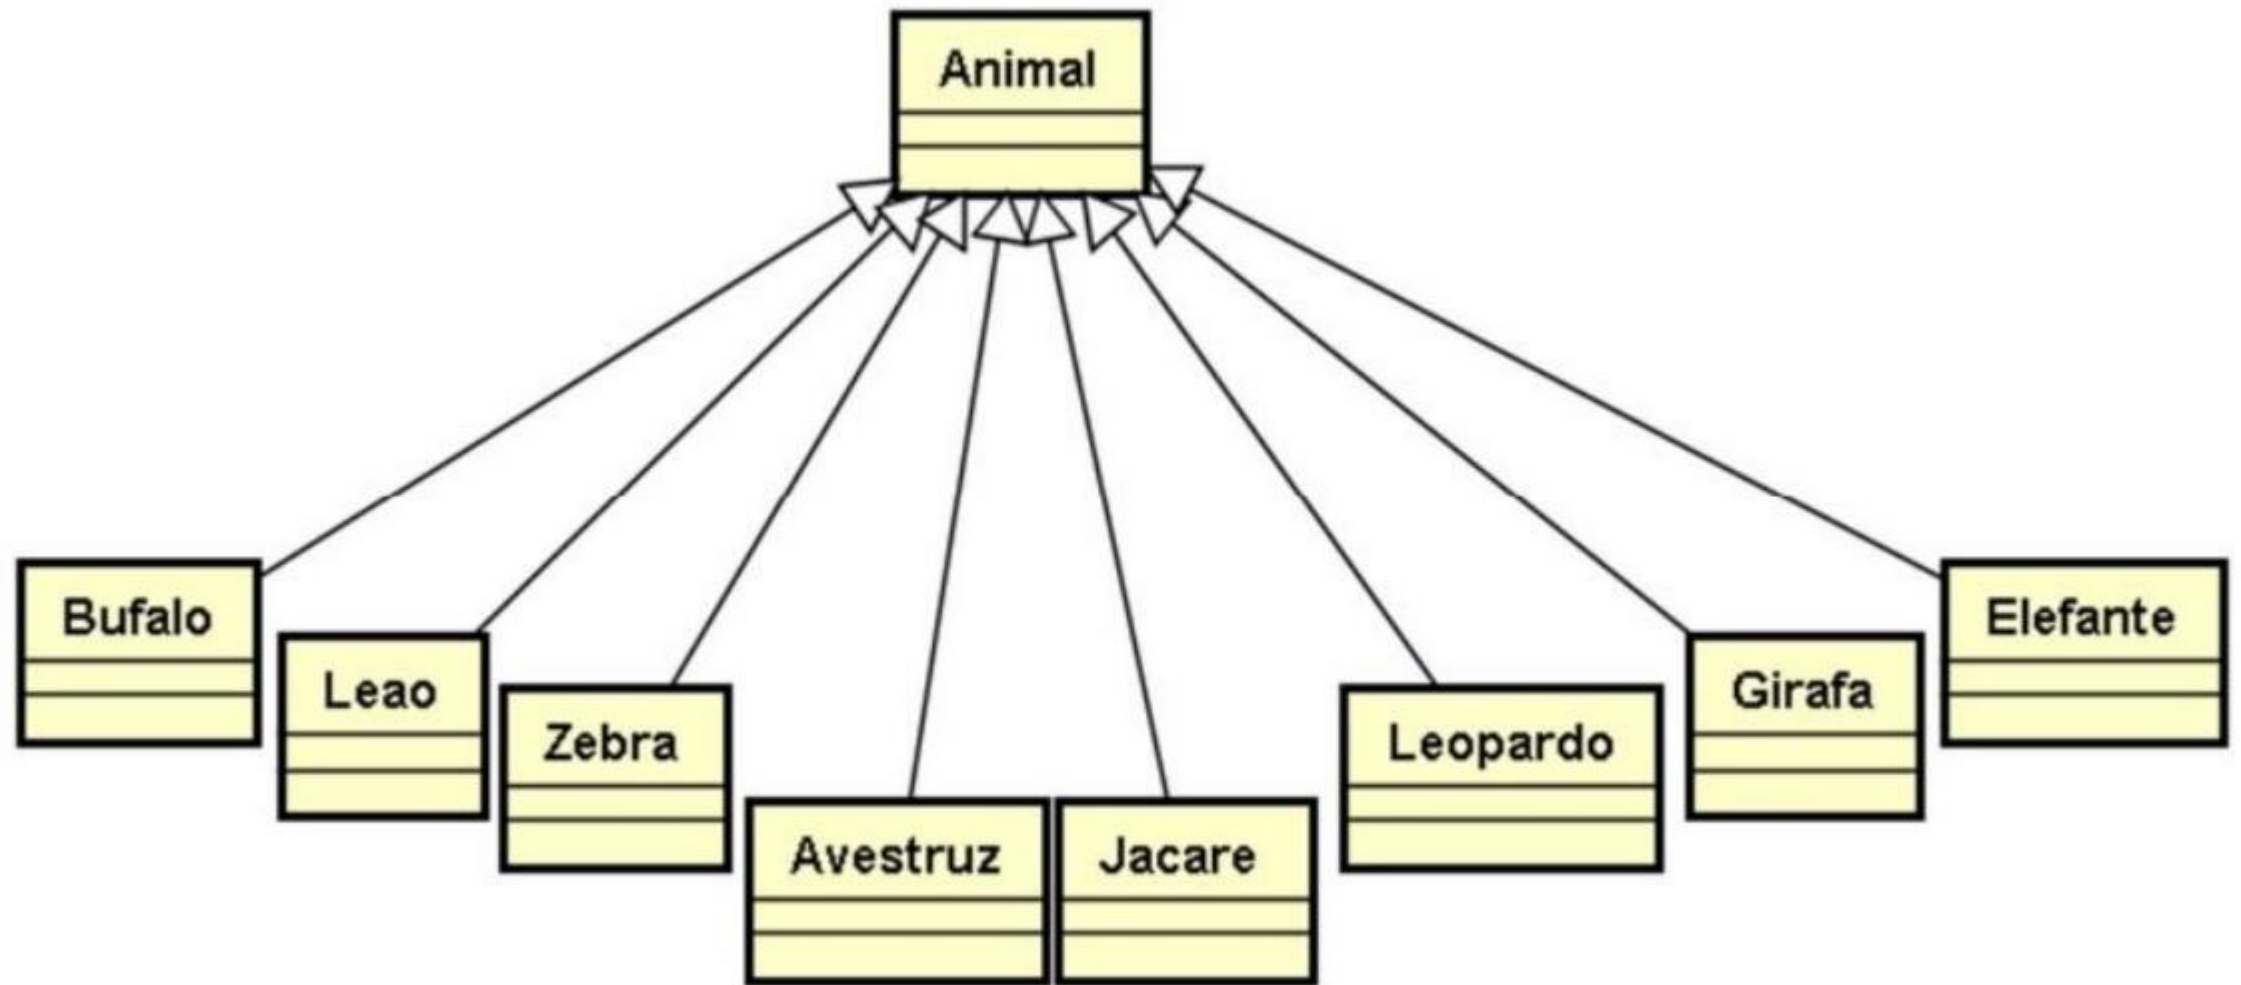 Animal
Bufalo
Leao
Zebra
Avestruz
Jacare
Leopardo
Girafa
Elefante